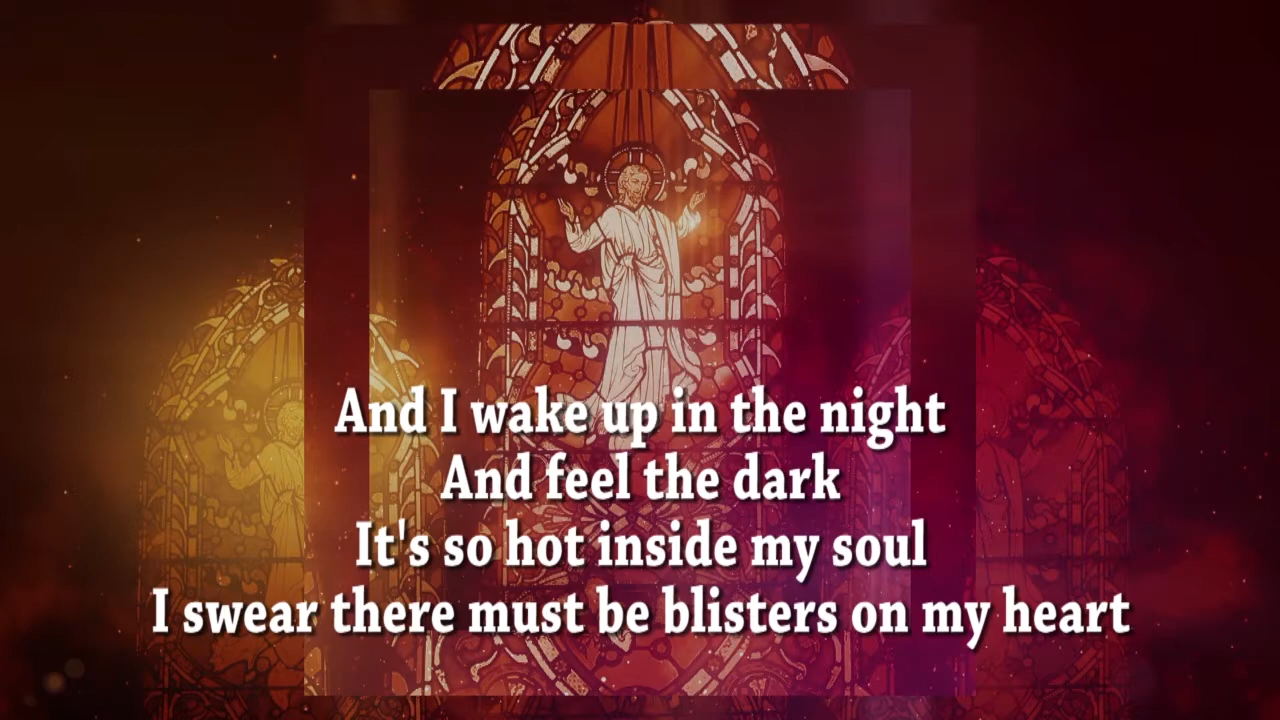 And I wake up in the night
And feel the dark
It's so hot inside my soul
I swear there must be blisters on my heart